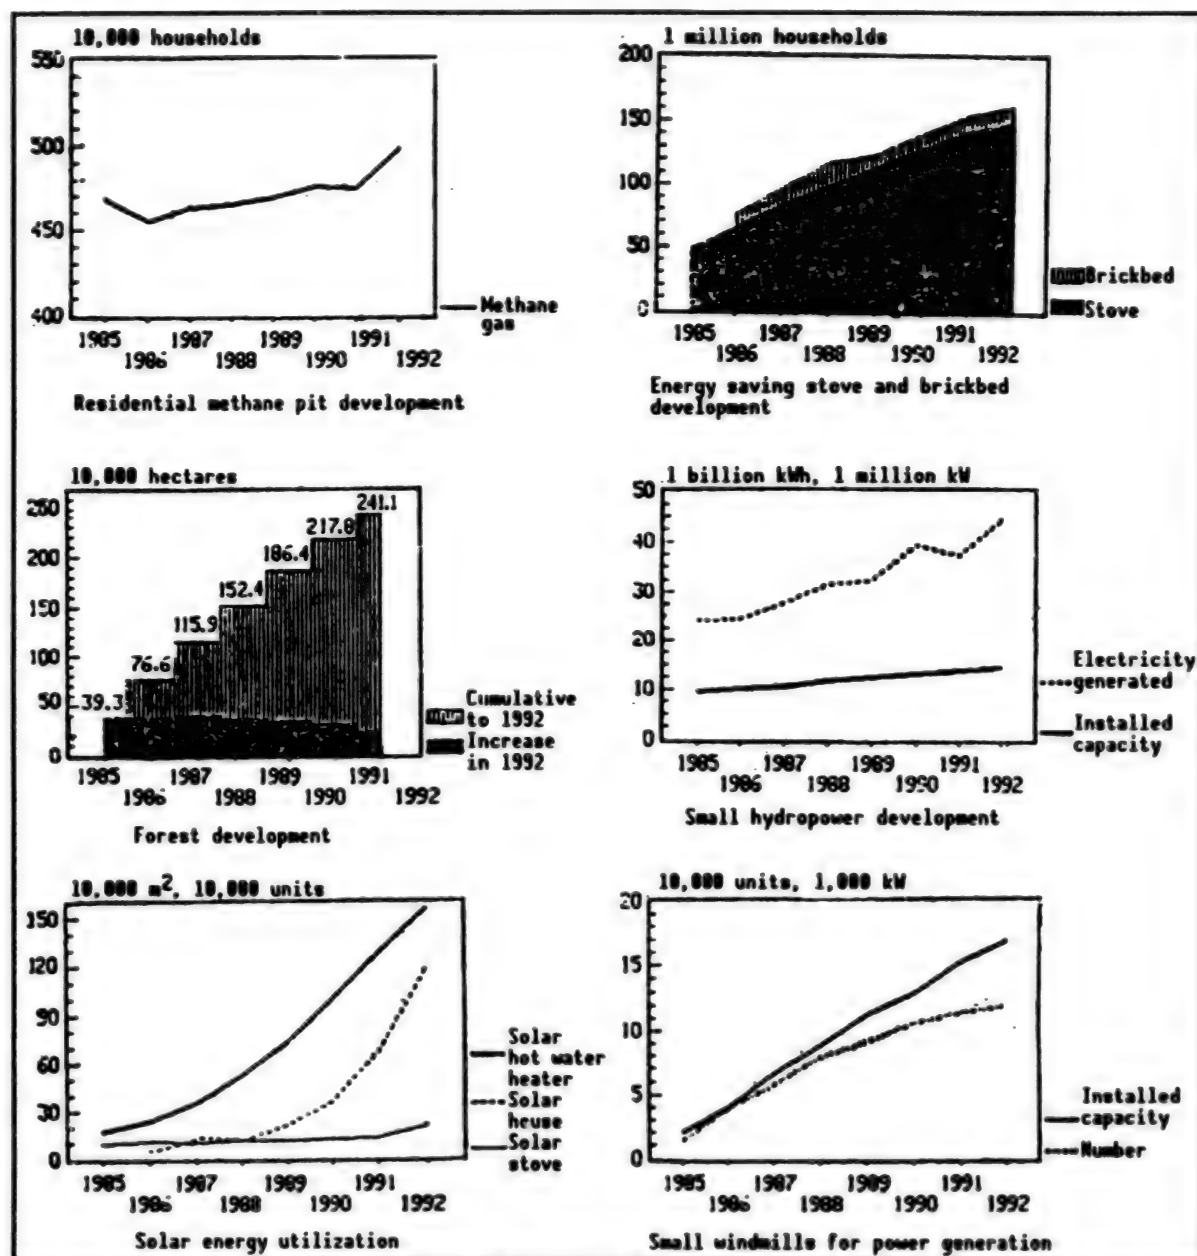 10,000 households
550
500
450
400
1985
1986
1987
1988
1989
1990
1991
1992
Methane
gas
Residential methane pit development
1 million households
200
150
100
50
0
1985
1986
1987
1988
1989
1990
1991
1992
Brickbed
Stove
Energy saving stove and brickbed
development
10,000 hectares
250
200
150
100
50
0
39.3
76.6
115.9
152.4
186.4
217.8
241.1
1985
1986
1987
1988
1989
1990
1991
1992
Cumulative
to 1992
Increase
in 1992
Forest development
1 billion kWh, 1 million kW
50
40
30
20
10
0
1985
1986
1987
1988
1989
1990
1991
1992
Electricity
generated
Installed
capacity
Small hydropower development
10,000 m², 10,000 units
150
120
90
60
30
0
1985
1986
1987
1988
1989
1990
1991
1992
Solar
hot water
heater
Solar
house
Solar
stove
Solar energy utilization
10,000 units, 1,000 kW
20
15
10
5
0
1985
1986
1987
1988
1989
1990
1991
1992
Installed
capacity
Number
Small windmills for power generation